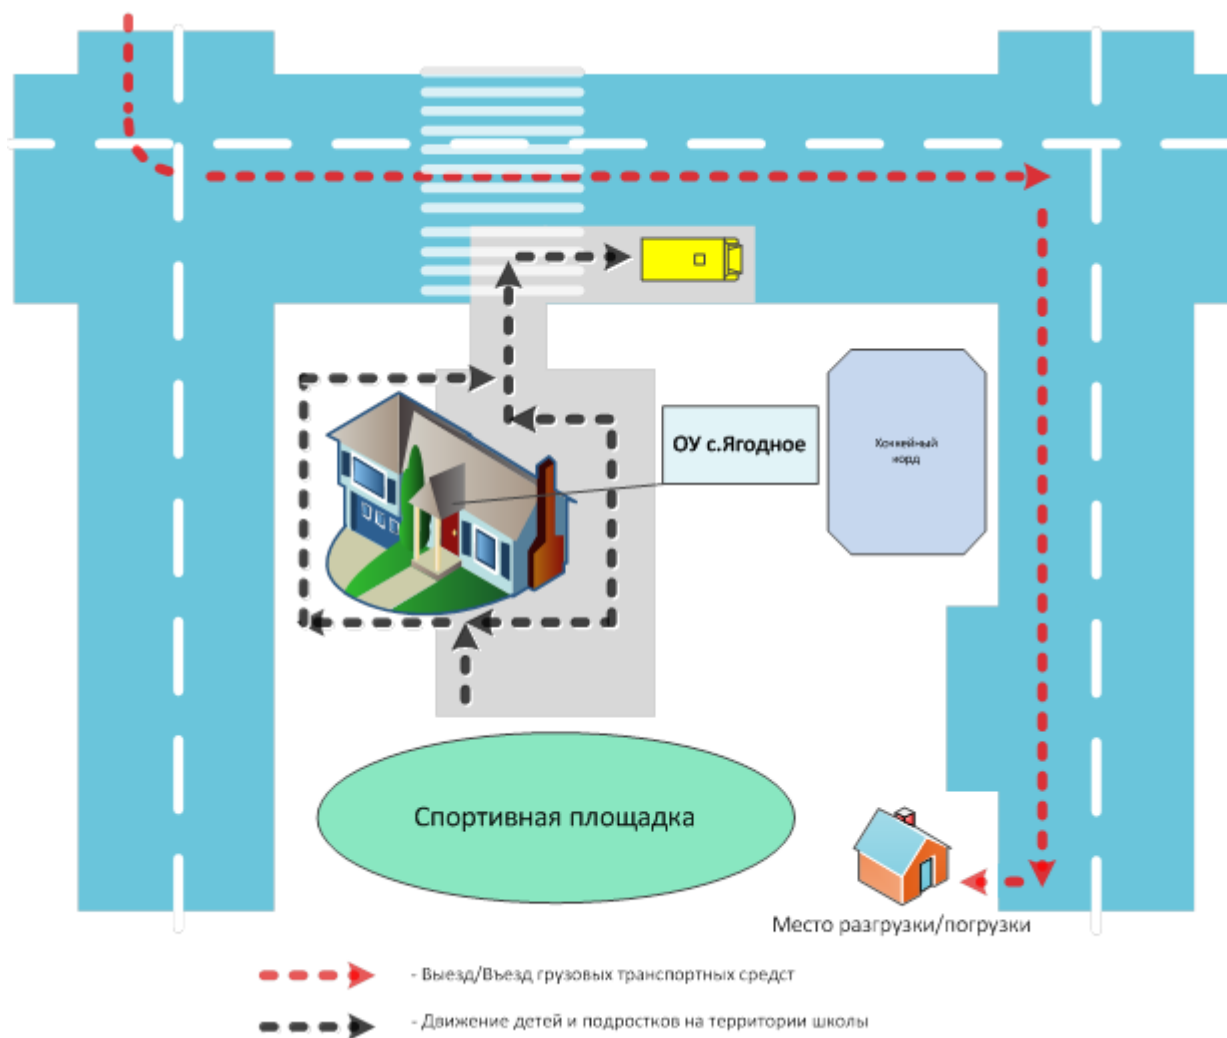 ОУ с.Ягодное
Хоккейный
корд
Спортивная площадка
Место разгрузки/погрузки
- Выезд/Въезд грузовых транспортных средст
- Движение детей и подростков на территории школы